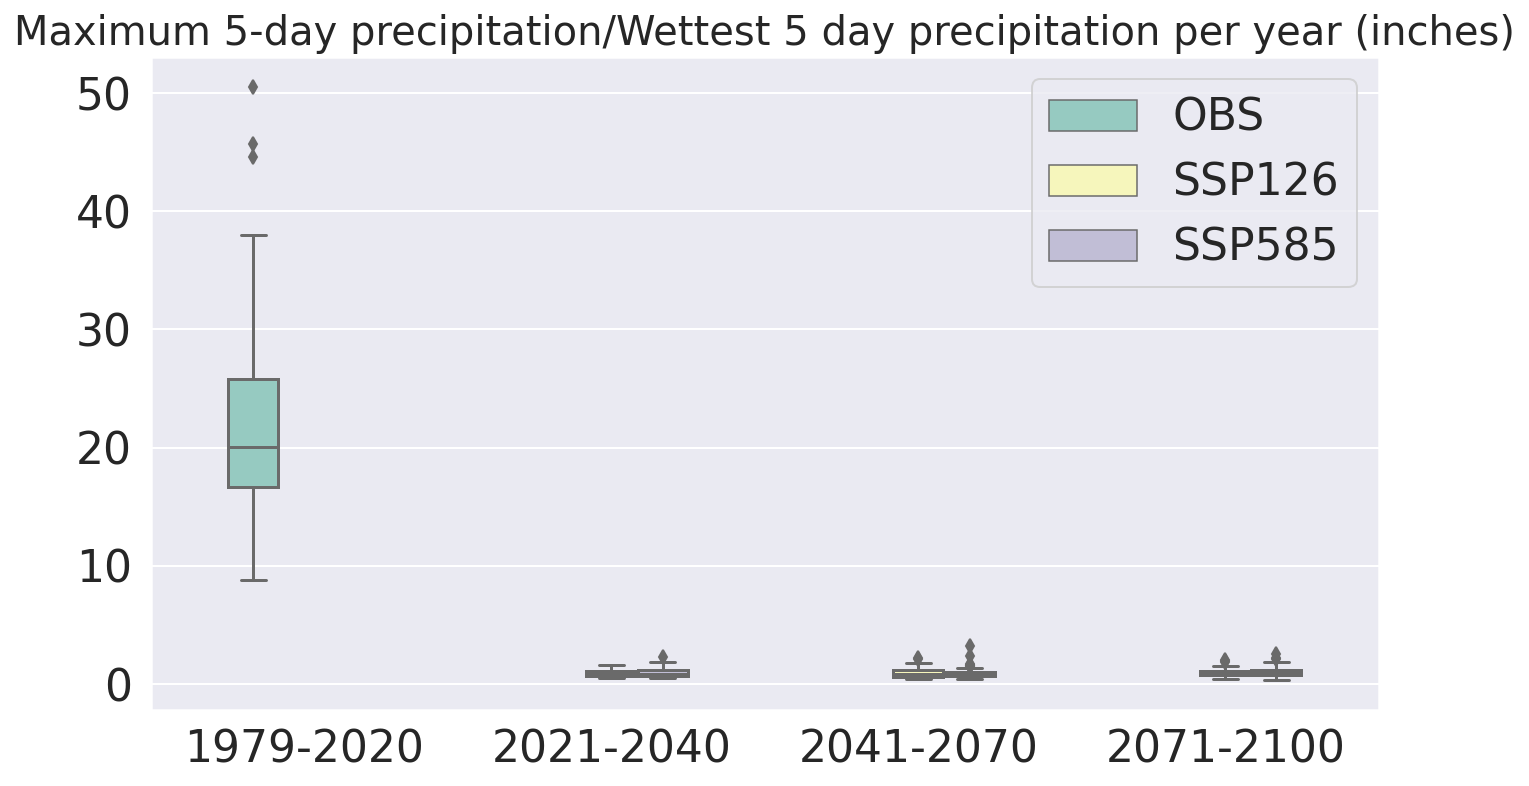 Maximum 5-day precipitation/Wettest 5 day precipitation per year (inches)
50
40
30
20
10
0
OBS
SSP126
SSP585
1979-2020 2021-2040 2041-2070 2071-2100